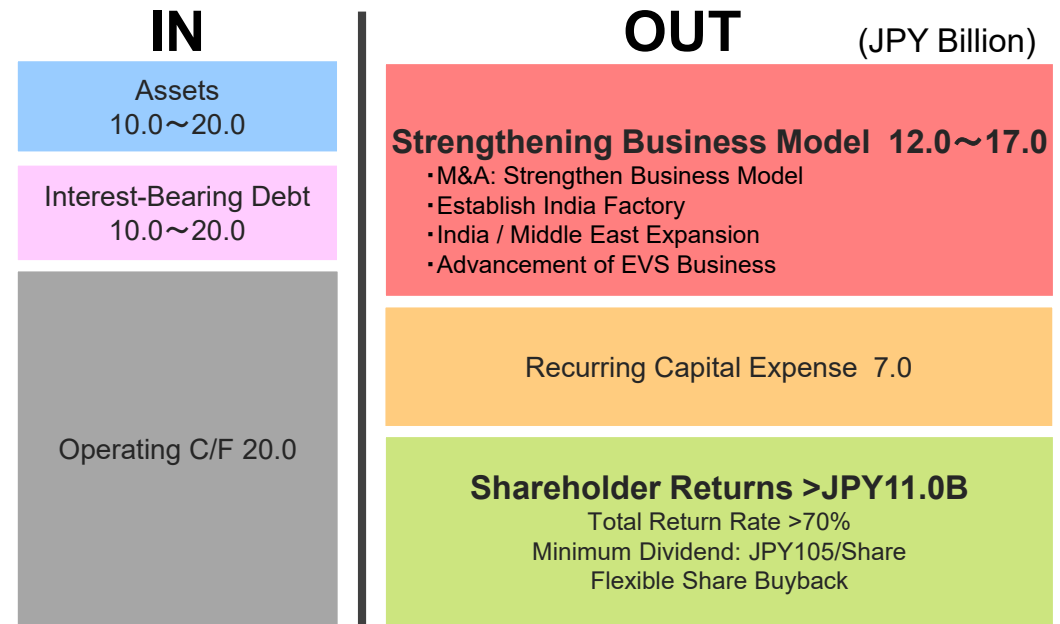 IN
Assets
10.0～20.0
Interest-Bearing Debt
10.0～20.0
Operating C/F 20.0
OUT
(JPY Billion)
Strengthening Business Model 12.0～17.0
・M&A: Strengthen Business Model
・Establish India Factory
・India / Middle East Expansion
・Advancement of EVS Business
Recurring Capital Expense 7.0
Shareholder Returns >JPY11.0B
Total Return Rate >70%
Minimum Dividend: JPY105/Share
Flexible Share Buyback